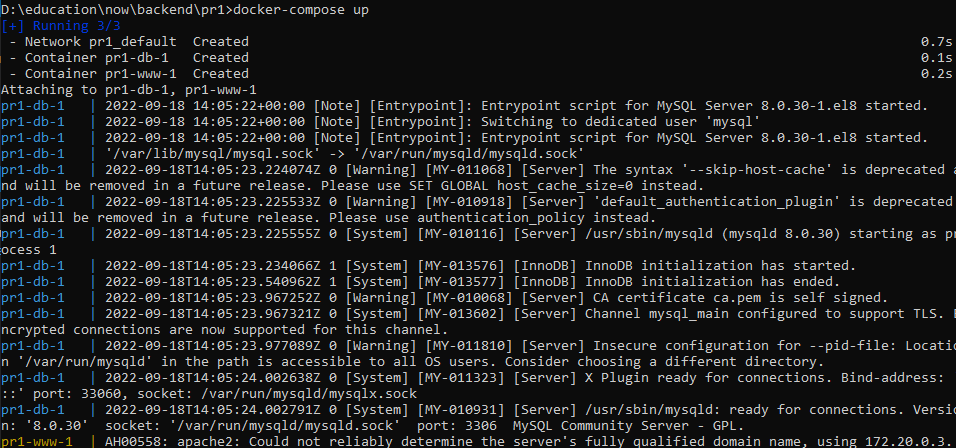 D:\education\now\backend\pr1>docker-compose up
[+] Running 3/3
 - Network pr1_default  Created 0.7s
 - Container pr1-db-1   Created 0.1s
 - Container pr1-www-1  Created 0.2s
Attaching to pr1-db-1, pr1-www-1
pr1-db-1   | 2022-09-18 14:05:22+00:00 [Note] [Entrypoint]: Entrypoint script for MySQL Server 8.0.30-1.el8 started.
pr1-db-1   | 2022-09-18 14:05:22+00:00 [Note] [Entrypoint]: Switching to dedicated user 'mysql'
pr1-db-1   | 2022-09-18 14:05:22+00:00 [Note] [Entrypoint]: Entrypoint script for MySQL Server 8.0.30-1.el8 started.
pr1-db-1   | '/var/lib/mysql/mysql.sock' -> '/var/run/mysqld/mysqld.sock'
pr1-db-1   | 2022-09-18T14:05:23.224074Z 0 [Warning] [MY-011068] [Server] The syntax '--skip-host-cache' is deprecated a
nd will be removed in a future release. Please use SET GLOBAL host_cache_size=0 instead.
pr1-db-1   | 2022-09-18T14:05:23.225533Z 0 [Warning] [MY-010918] [Server] 'default_authentication_plugin' is deprecated
and will be removed in a future release. Please use authentication_policy instead.
pr1-db-1   | 2022-09-18T14:05:23.225555Z 0 [System] [MY-010116] [Server] /usr/sbin/mysqld (mysqld 8.0.30) starting as pr
ocess 1
pr1-db-1   | 2022-09-18T14:05:23.234066Z 1 [System] [MY-013576] [InnoDB] InnoDB initialization has started.
pr1-db-1   | 2022-09-18T14:05:23.540962Z 1 [System] [MY-013577] [InnoDB] InnoDB initialization has ended.
pr1-db-1   | 2022-09-18T14:05:23.967252Z 0 [Warning] [MY-010068] [Server] CA certificate ca.pem is self signed.
pr1-db-1   | 2022-09-18T14:05:23.967321Z 0 [System] [MY-013602] [Server] Channel mysql_main configured to support TLS. E
ncrypted connections are now supported for this channel.
pr1-db-1   | 2022-09-18T14:05:23.977089Z 0 [Warning] [MY-011810] [Server] Insecure configuration for --pid-file: Locatio
n '/var/run/mysqld' in the path is accessible to all OS users. Consider choosing a different directory.
pr1-db-1   | 2022-09-18T14:05:24.002638Z 0 [System] [MY-011323] [Server] X Plugin ready for connections. Bind-address: '
::' port: 33060, socket: /var/run/mysqld/mysqlx.sock
pr1-db-1   | 2022-09-18T14:05:24.002791Z 0 [System] [MY-010931] [Server] /usr/sbin/mysqld: ready for connections. Versio
n: '8.0.30'  socket: '/var/run/mysqld/mysqld.sock'  port: 3306  MySQL Community Server - GPL.
pr1-www-1  | AH00558: apache2: Could not reliably determine the server's fully qualified domain name, using 172.20.0.3.